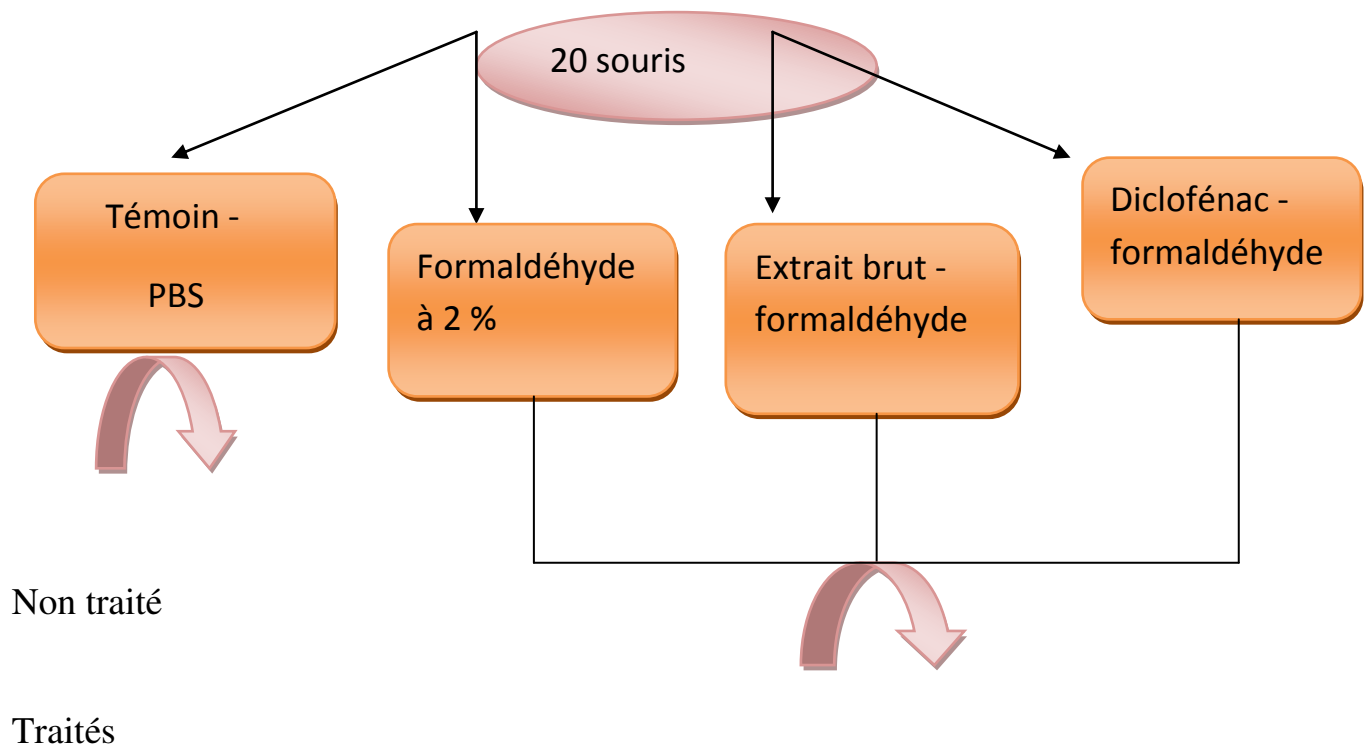 20 souris
Témoin -
PBS
Formaldéhyde
à 2 %
Extrait brut -
formaldéhyde
Diclofénac -
formaldéhyde
Non traité
Traités